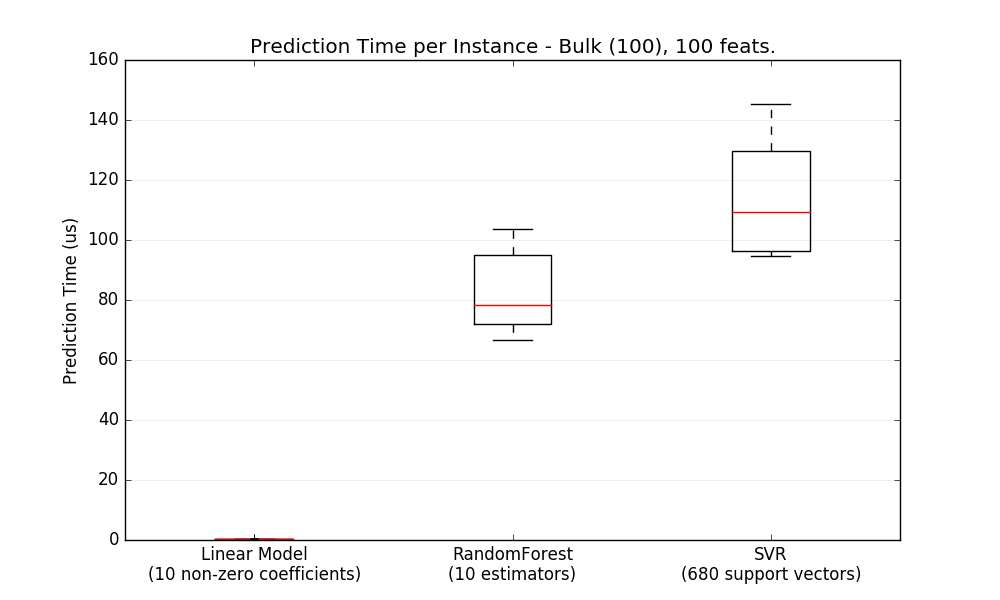 Prediction Time per Instance - Bulk (100), 100 feats.
160
140
120
100
80
60
40
20
0
Prediction Time (us)
Linear Model
(10 non-zero coefficients)
RandomForest
(10 estimators)
SVR
(680 support vectors)